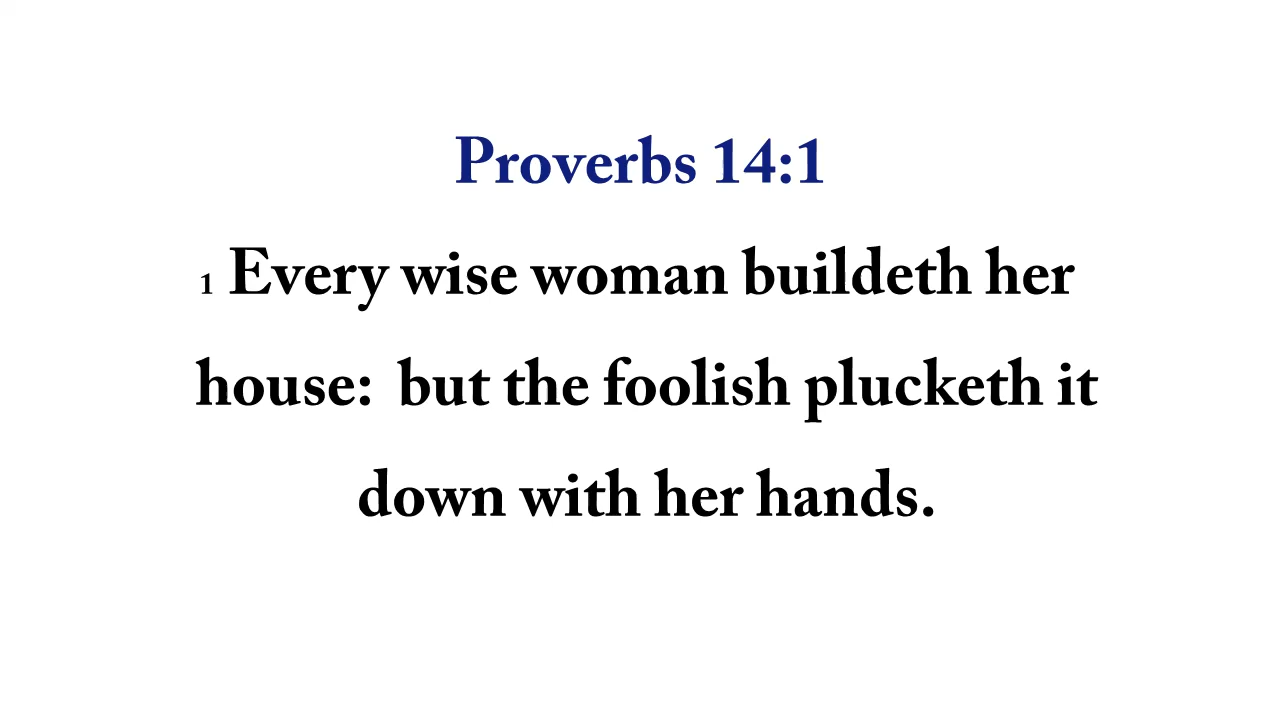 Proverbs 14:1
1 Every wise woman buildeth her
house:  but the foolish plucketh it
down with her hands.